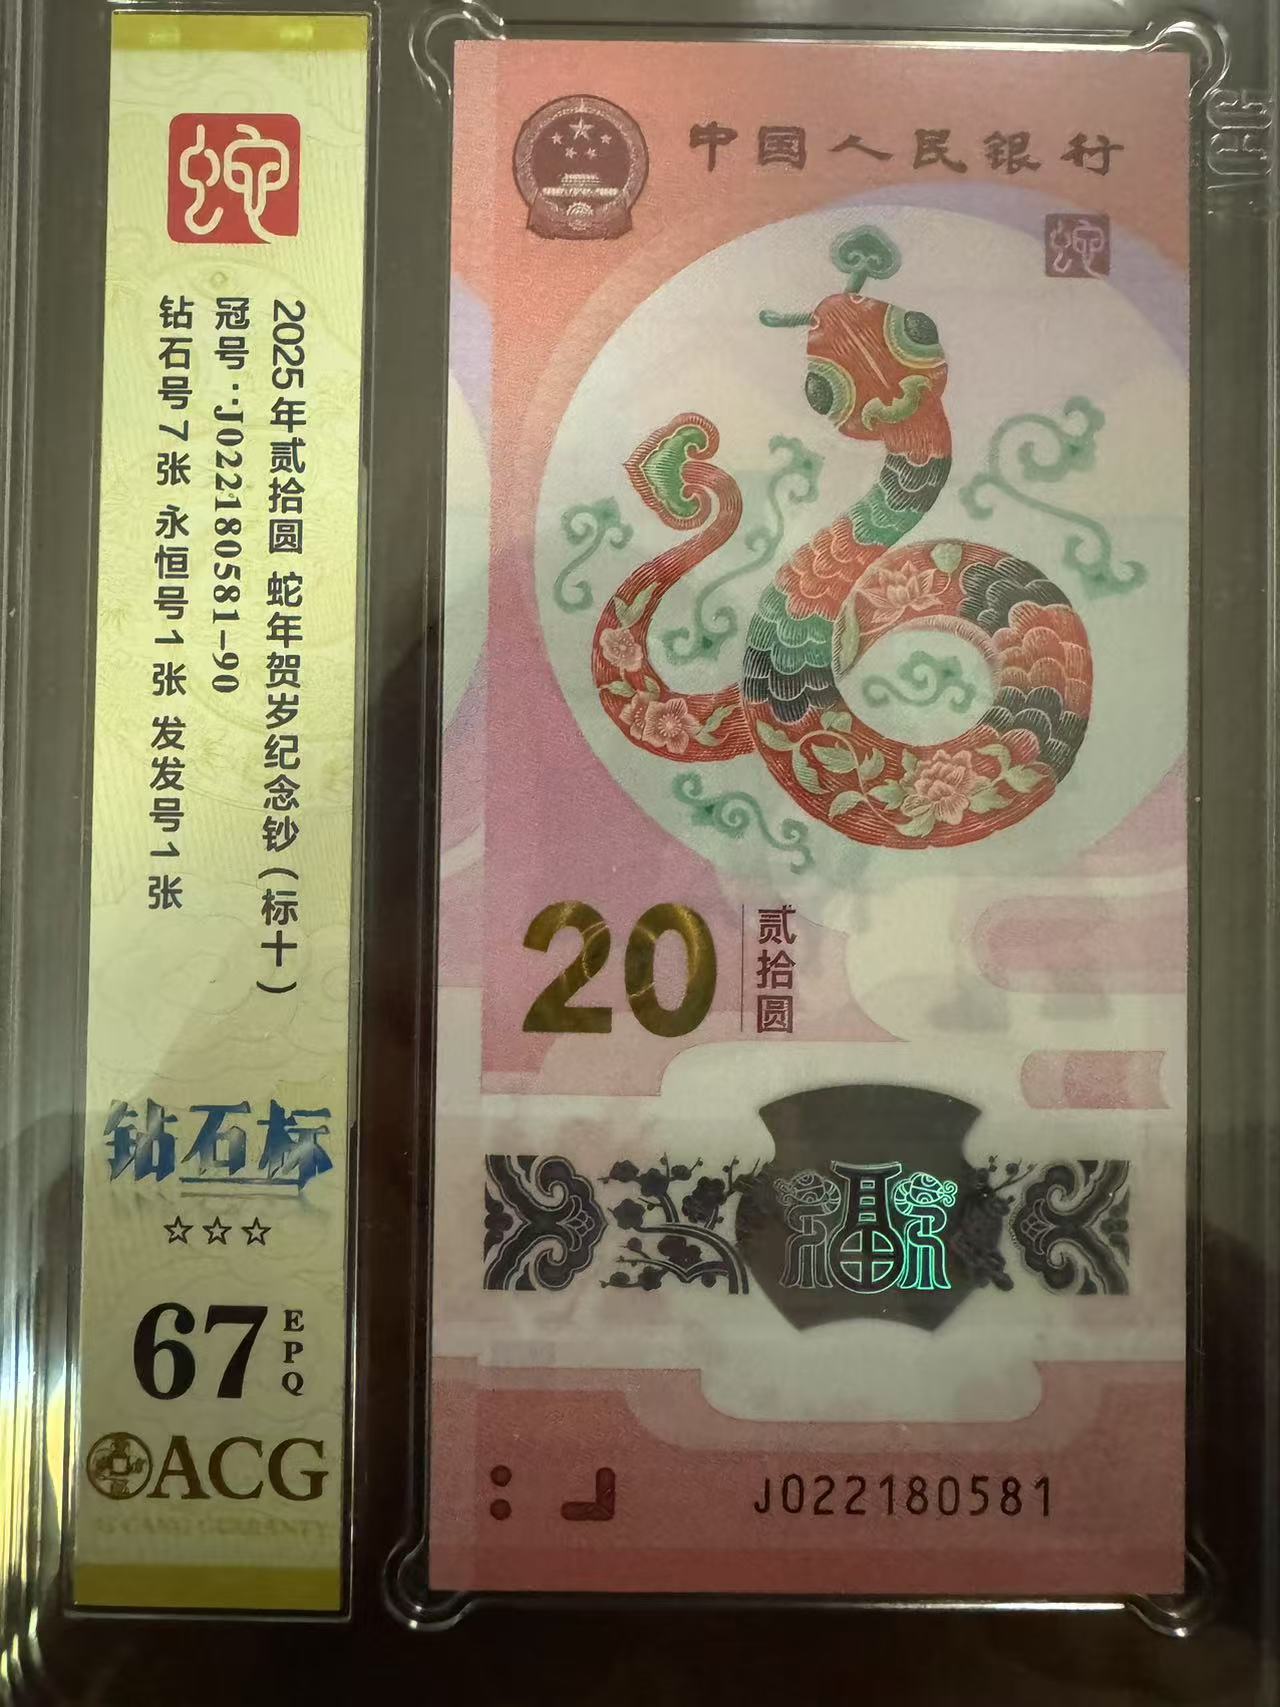 蛇
2025年贰拾圆 蛇年贺岁纪念钞（标十）
冠号：J022180581-90
钻石号7张 永恒号1张 发发号1张
钻石标
☆☆☆
67 EPQ
ACG
中国人民银行
蛇
20 贰拾圆
福
J022180581